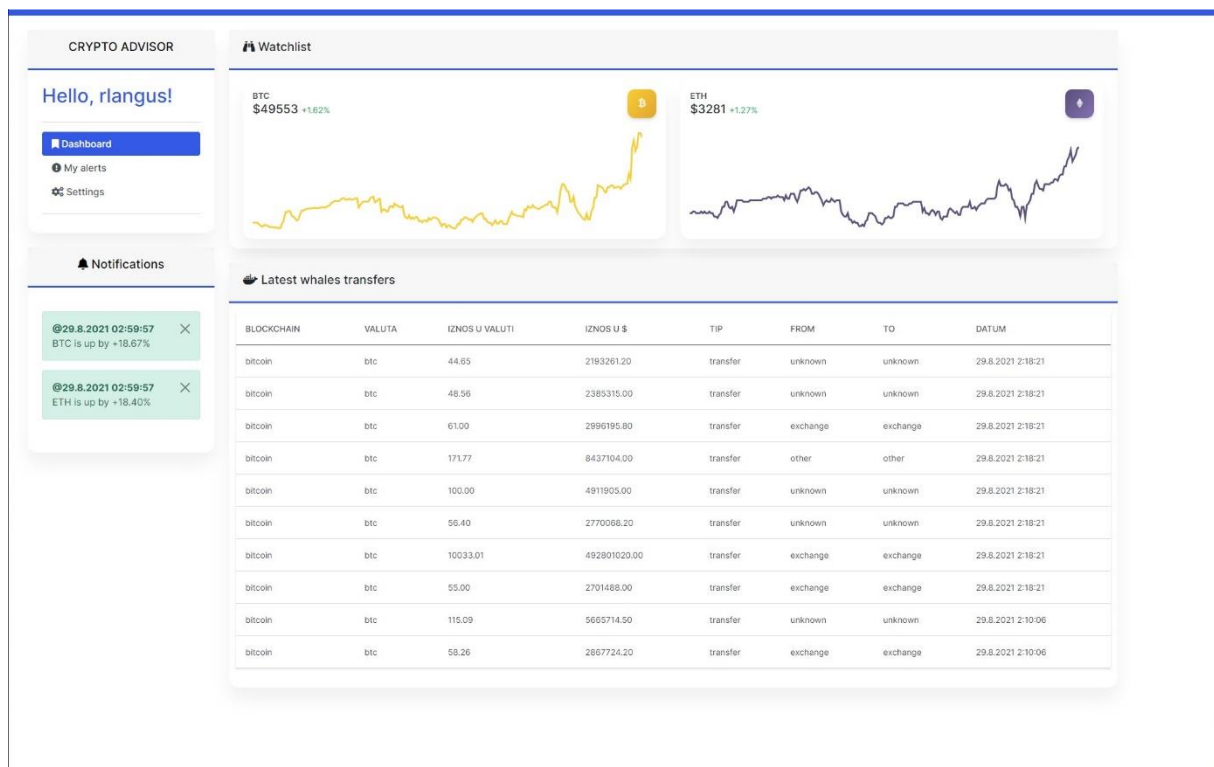 CRYPTO ADVISOR
Hello, rlangus!
Dashboard
My alerts
Settings
Notifications
@29.8.2021 02:59:57
BTC is up by +18.67%
@29.8.2021 02:59:57
ETH is up by +18.40%
Watchlist
BTC
$49553 +1.62%
ETH
$3281 +1.27%
Latest whales transfers
BLOCKCHAIN VALUTA IZNOS U VALUTI IZNOS U $ TIP FROM TO DATUM
bitcoin btc 44.65 2193261.20 transfer unknown unknown 29.8.2021 2:18:21
bitcoin btc 48.56 2385315.00 transfer unknown unknown 29.8.2021 2:18:21
bitcoin btc 61.00 2996195.80 transfer exchange exchange 29.8.2021 2:18:21
bitcoin btc 171.77 8437104.00 transfer other other 29.8.2021 2:18:21
bitcoin btc 100.00 4911905.00 transfer unknown unknown 29.8.2021 2:18:21
bitcoin btc 56.40 2770068.20 transfer unknown unknown 29.8.2021 2:18:21
bitcoin btc 10033.01 492801020.00 transfer exchange exchange 29.8.2021 2:18:21
bitcoin btc 55.00 2701488.00 transfer exchange exchange 29.8.2021 2:18:21
bitcoin btc 115.09 5665714.50 transfer unknown unknown 29.8.2021 2:10:06
bitcoin btc 58.26 2867724.20 transfer exchange exchange 29.8.2021 2:10:06